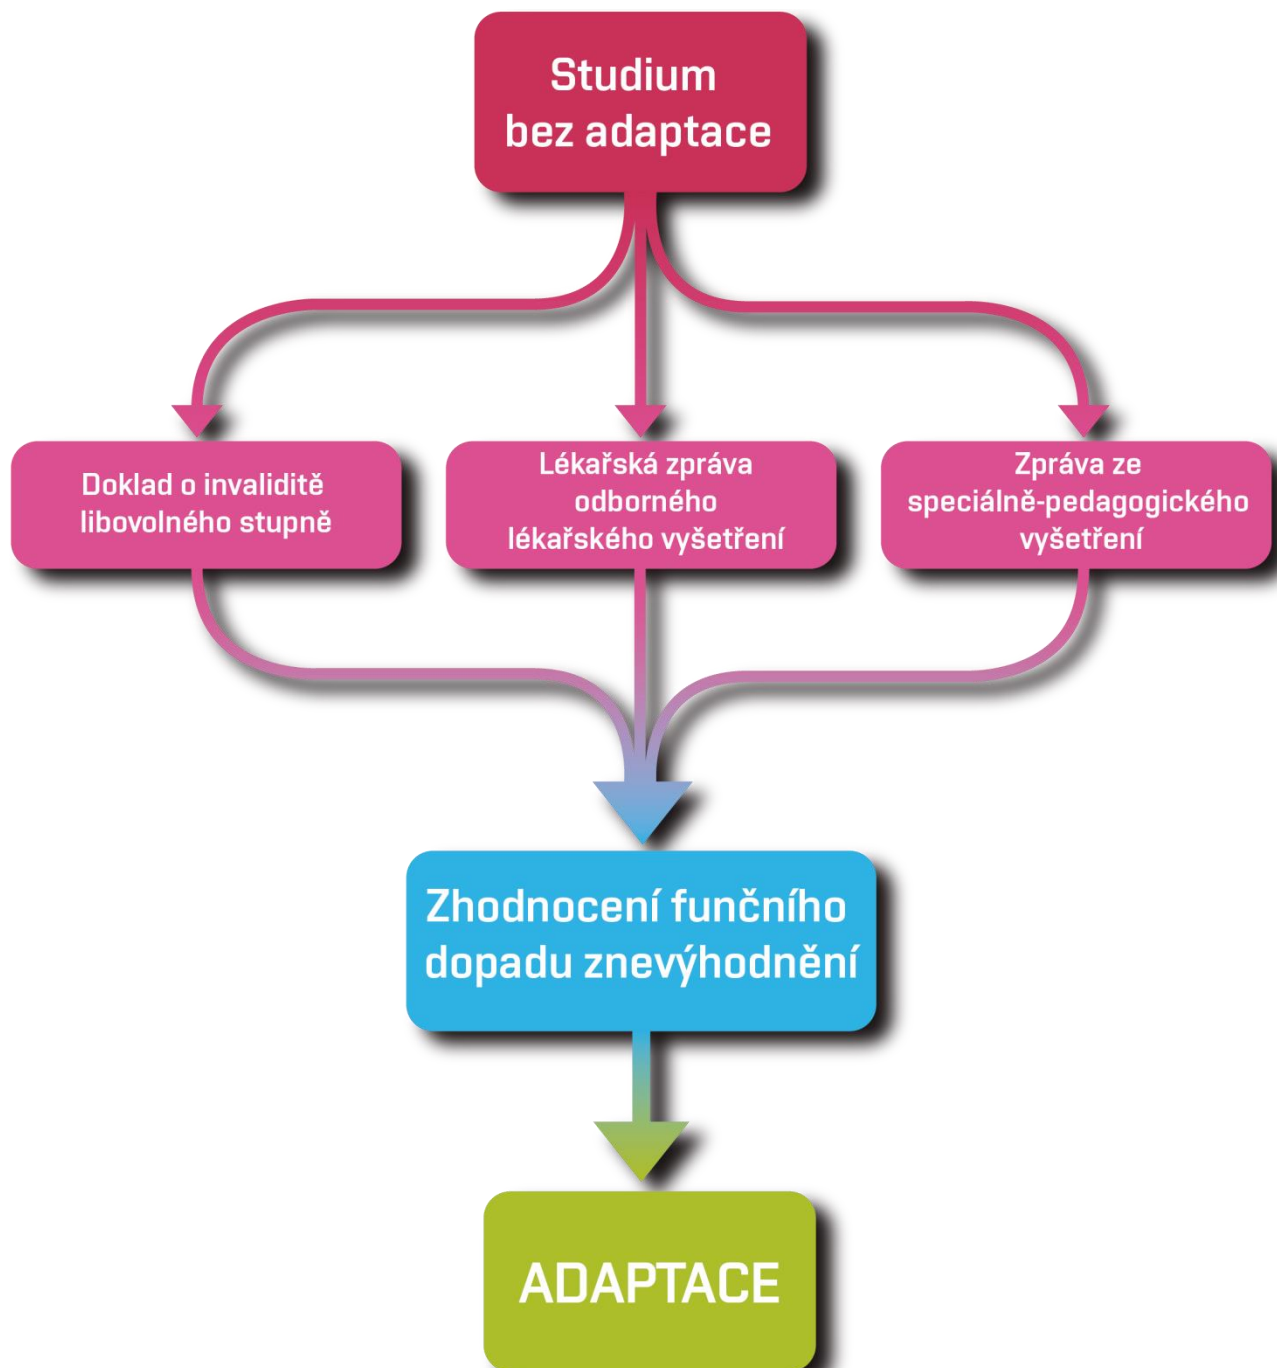 Studium
bez adaptace
Doklad o invaliditě
libovolného stupně
Lékařská zpráva
odborného
lékařského vyšetření
Zpráva ze
speciálně-pedagogického
vyšetření
Zhodnocení funčního
dopadu znevýhodnění
ADAPTACE